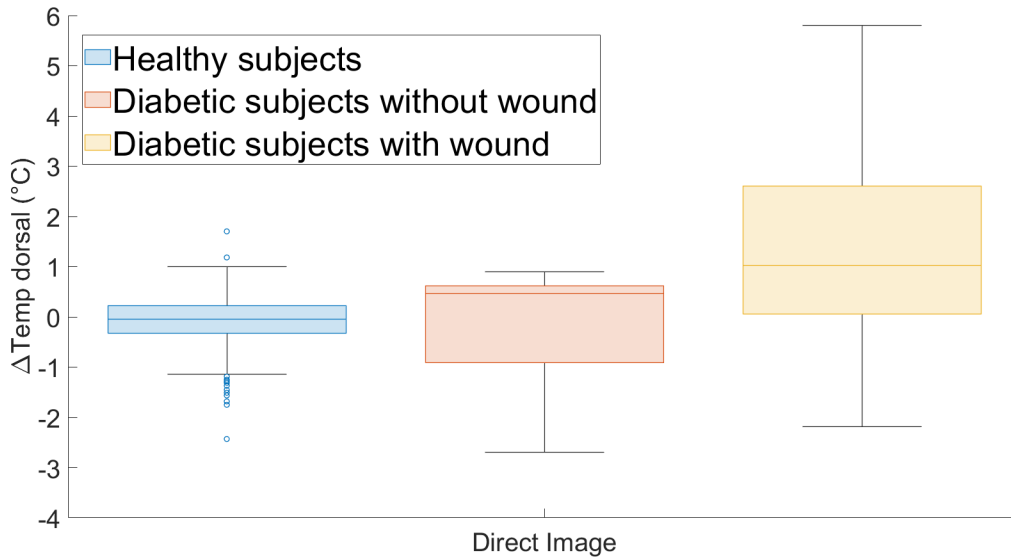 6
5
4
3
2
1
0
-1
-2
-3
-4
ΔTemp dorsal (°C)
Healthy subjects
Diabetic subjects without wound
Diabetic subjects with wound
Direct Image